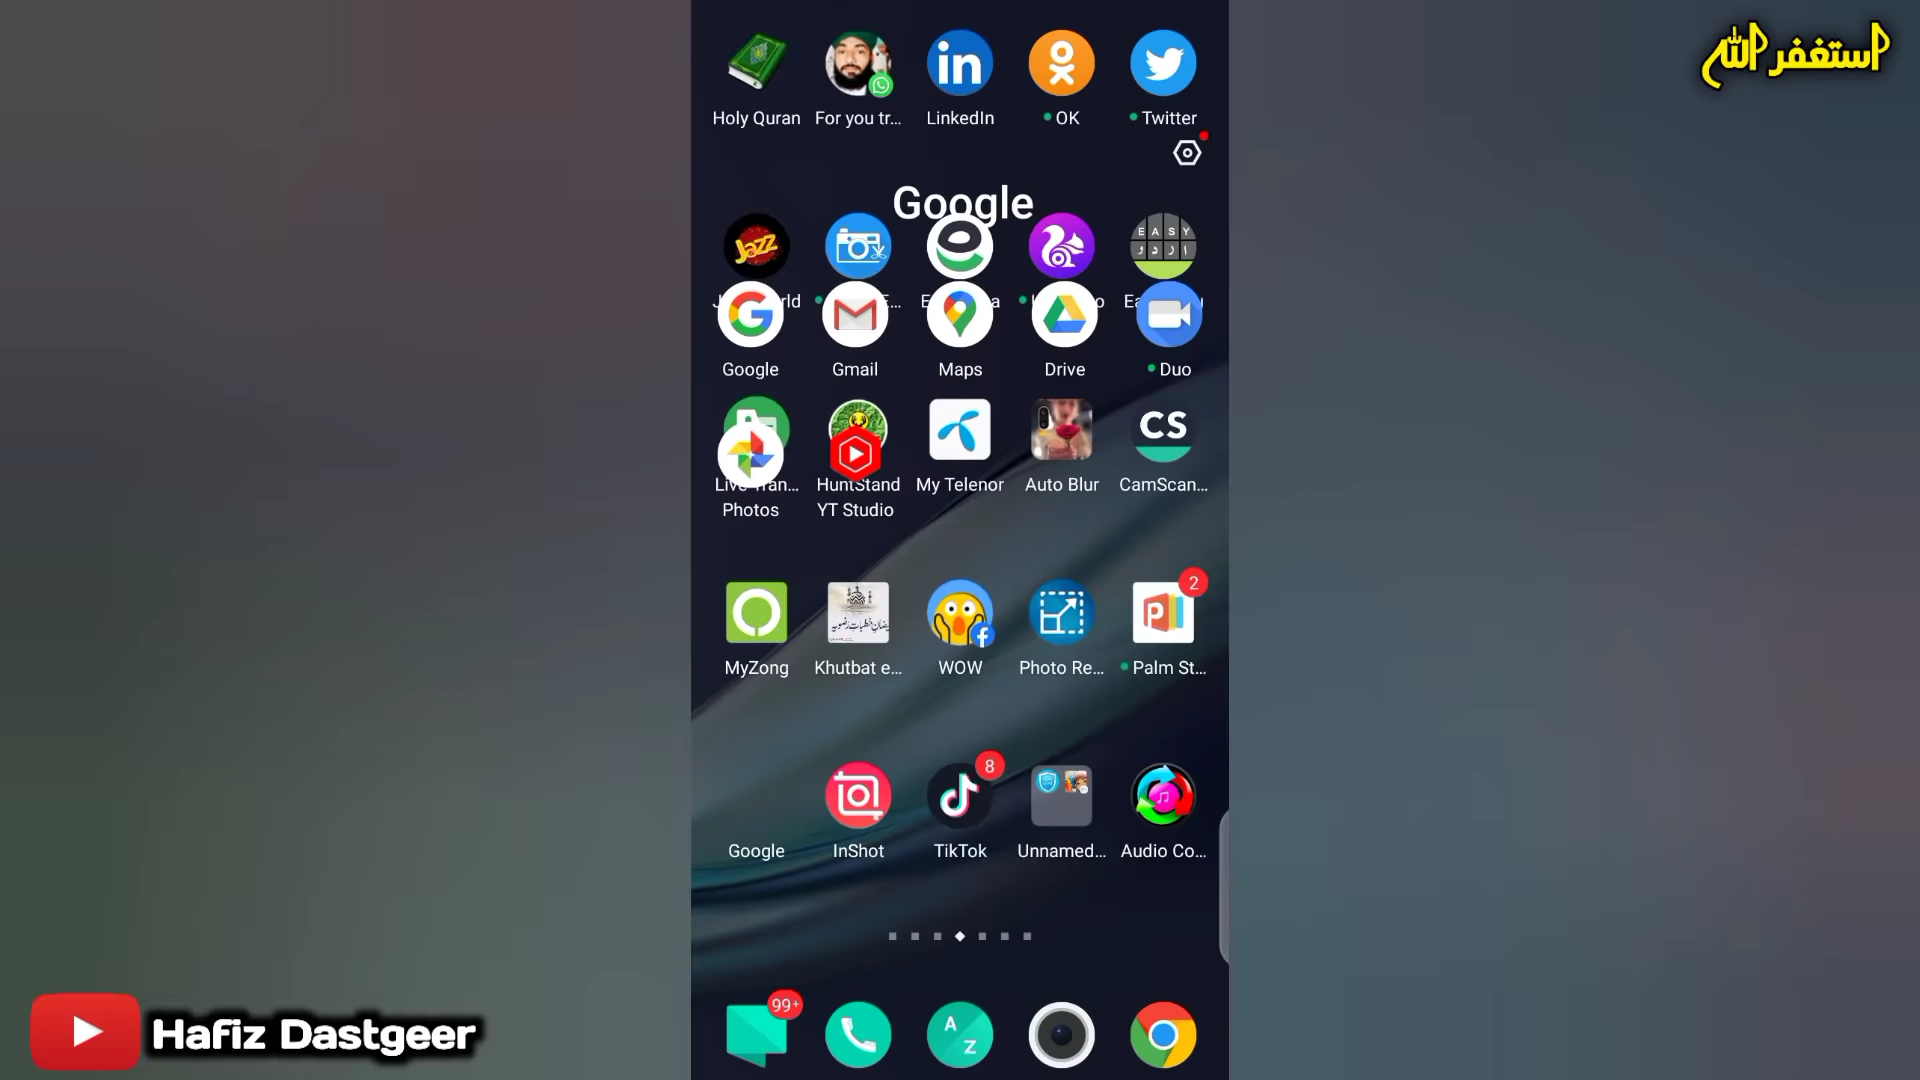 استغفر اللہ
Holy Quran
For you tr...
LinkedIn
OK
Twitter
Google
Jazz
EASY
Google
Gmail
Maps
Drive
Duo
CS
HuntStand
My Telenor
Auto Blur
CamScan...
Photos
YT Studio
2
MyZong
Khutbat e...
WOW
Photo Re...
Palm St...
8
Google
InShot
TikTok
Unnamed...
Audio Co...
99+
A
Z
Hafiz Dastgeer